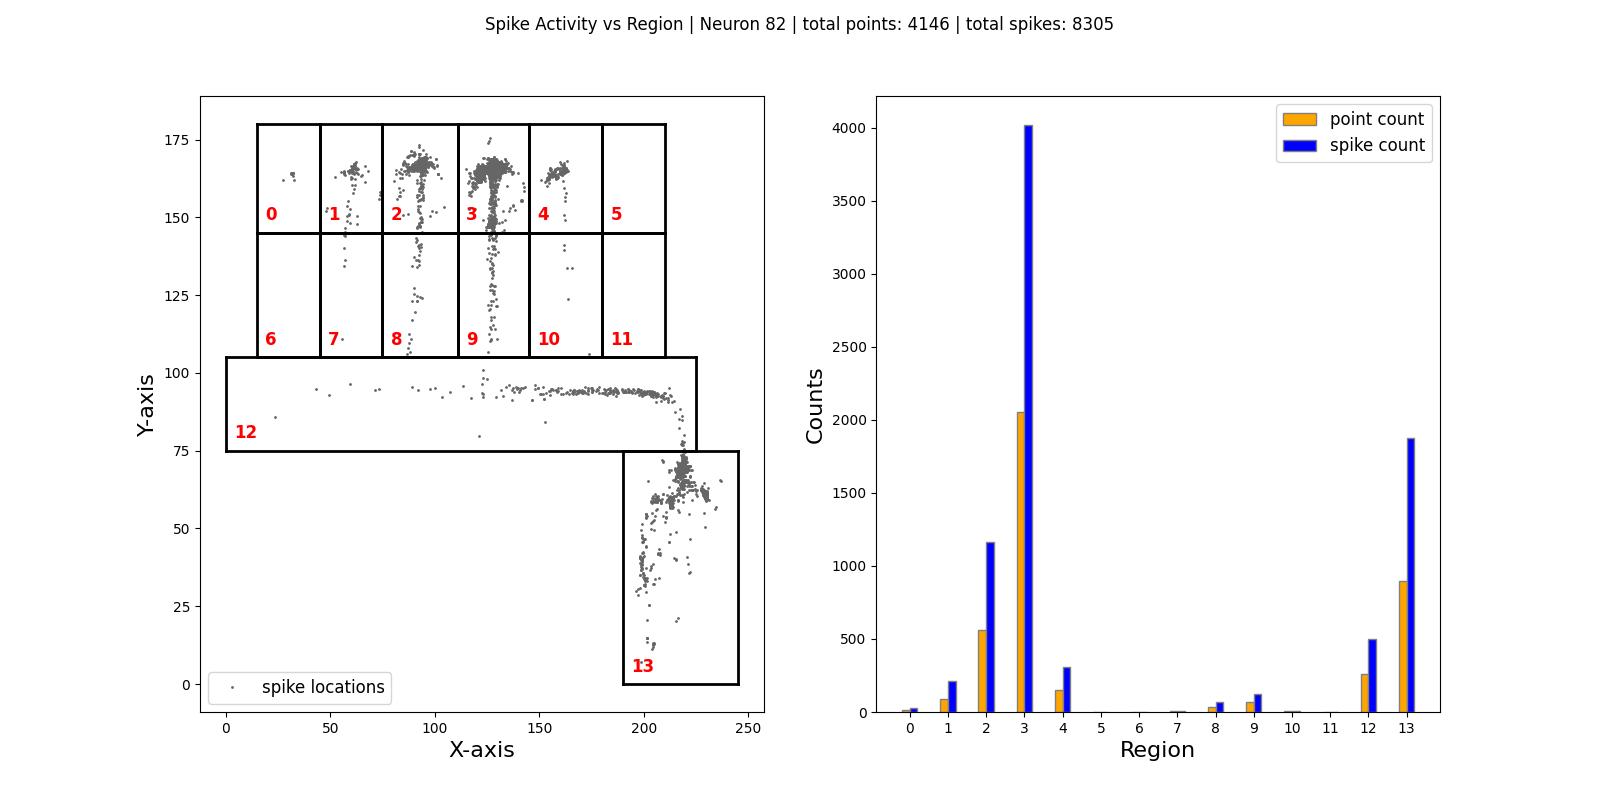 Spike Activity vs Region | Neuron 82 | total points: 4146 | total spikes: 8305
Y-axis
175
150
125
100
75
50
25
0
0 1 2 3 4 5
6 7 8 9 10 11
12
13
spike locations
0 50 100 150 200 250
X-axis
Counts
4000
3500
3000
2500
2000
1500
1000
500
0
point count
spike count
0 1 2 3 4 5 6 7 8 9 10 11 12 13
Region